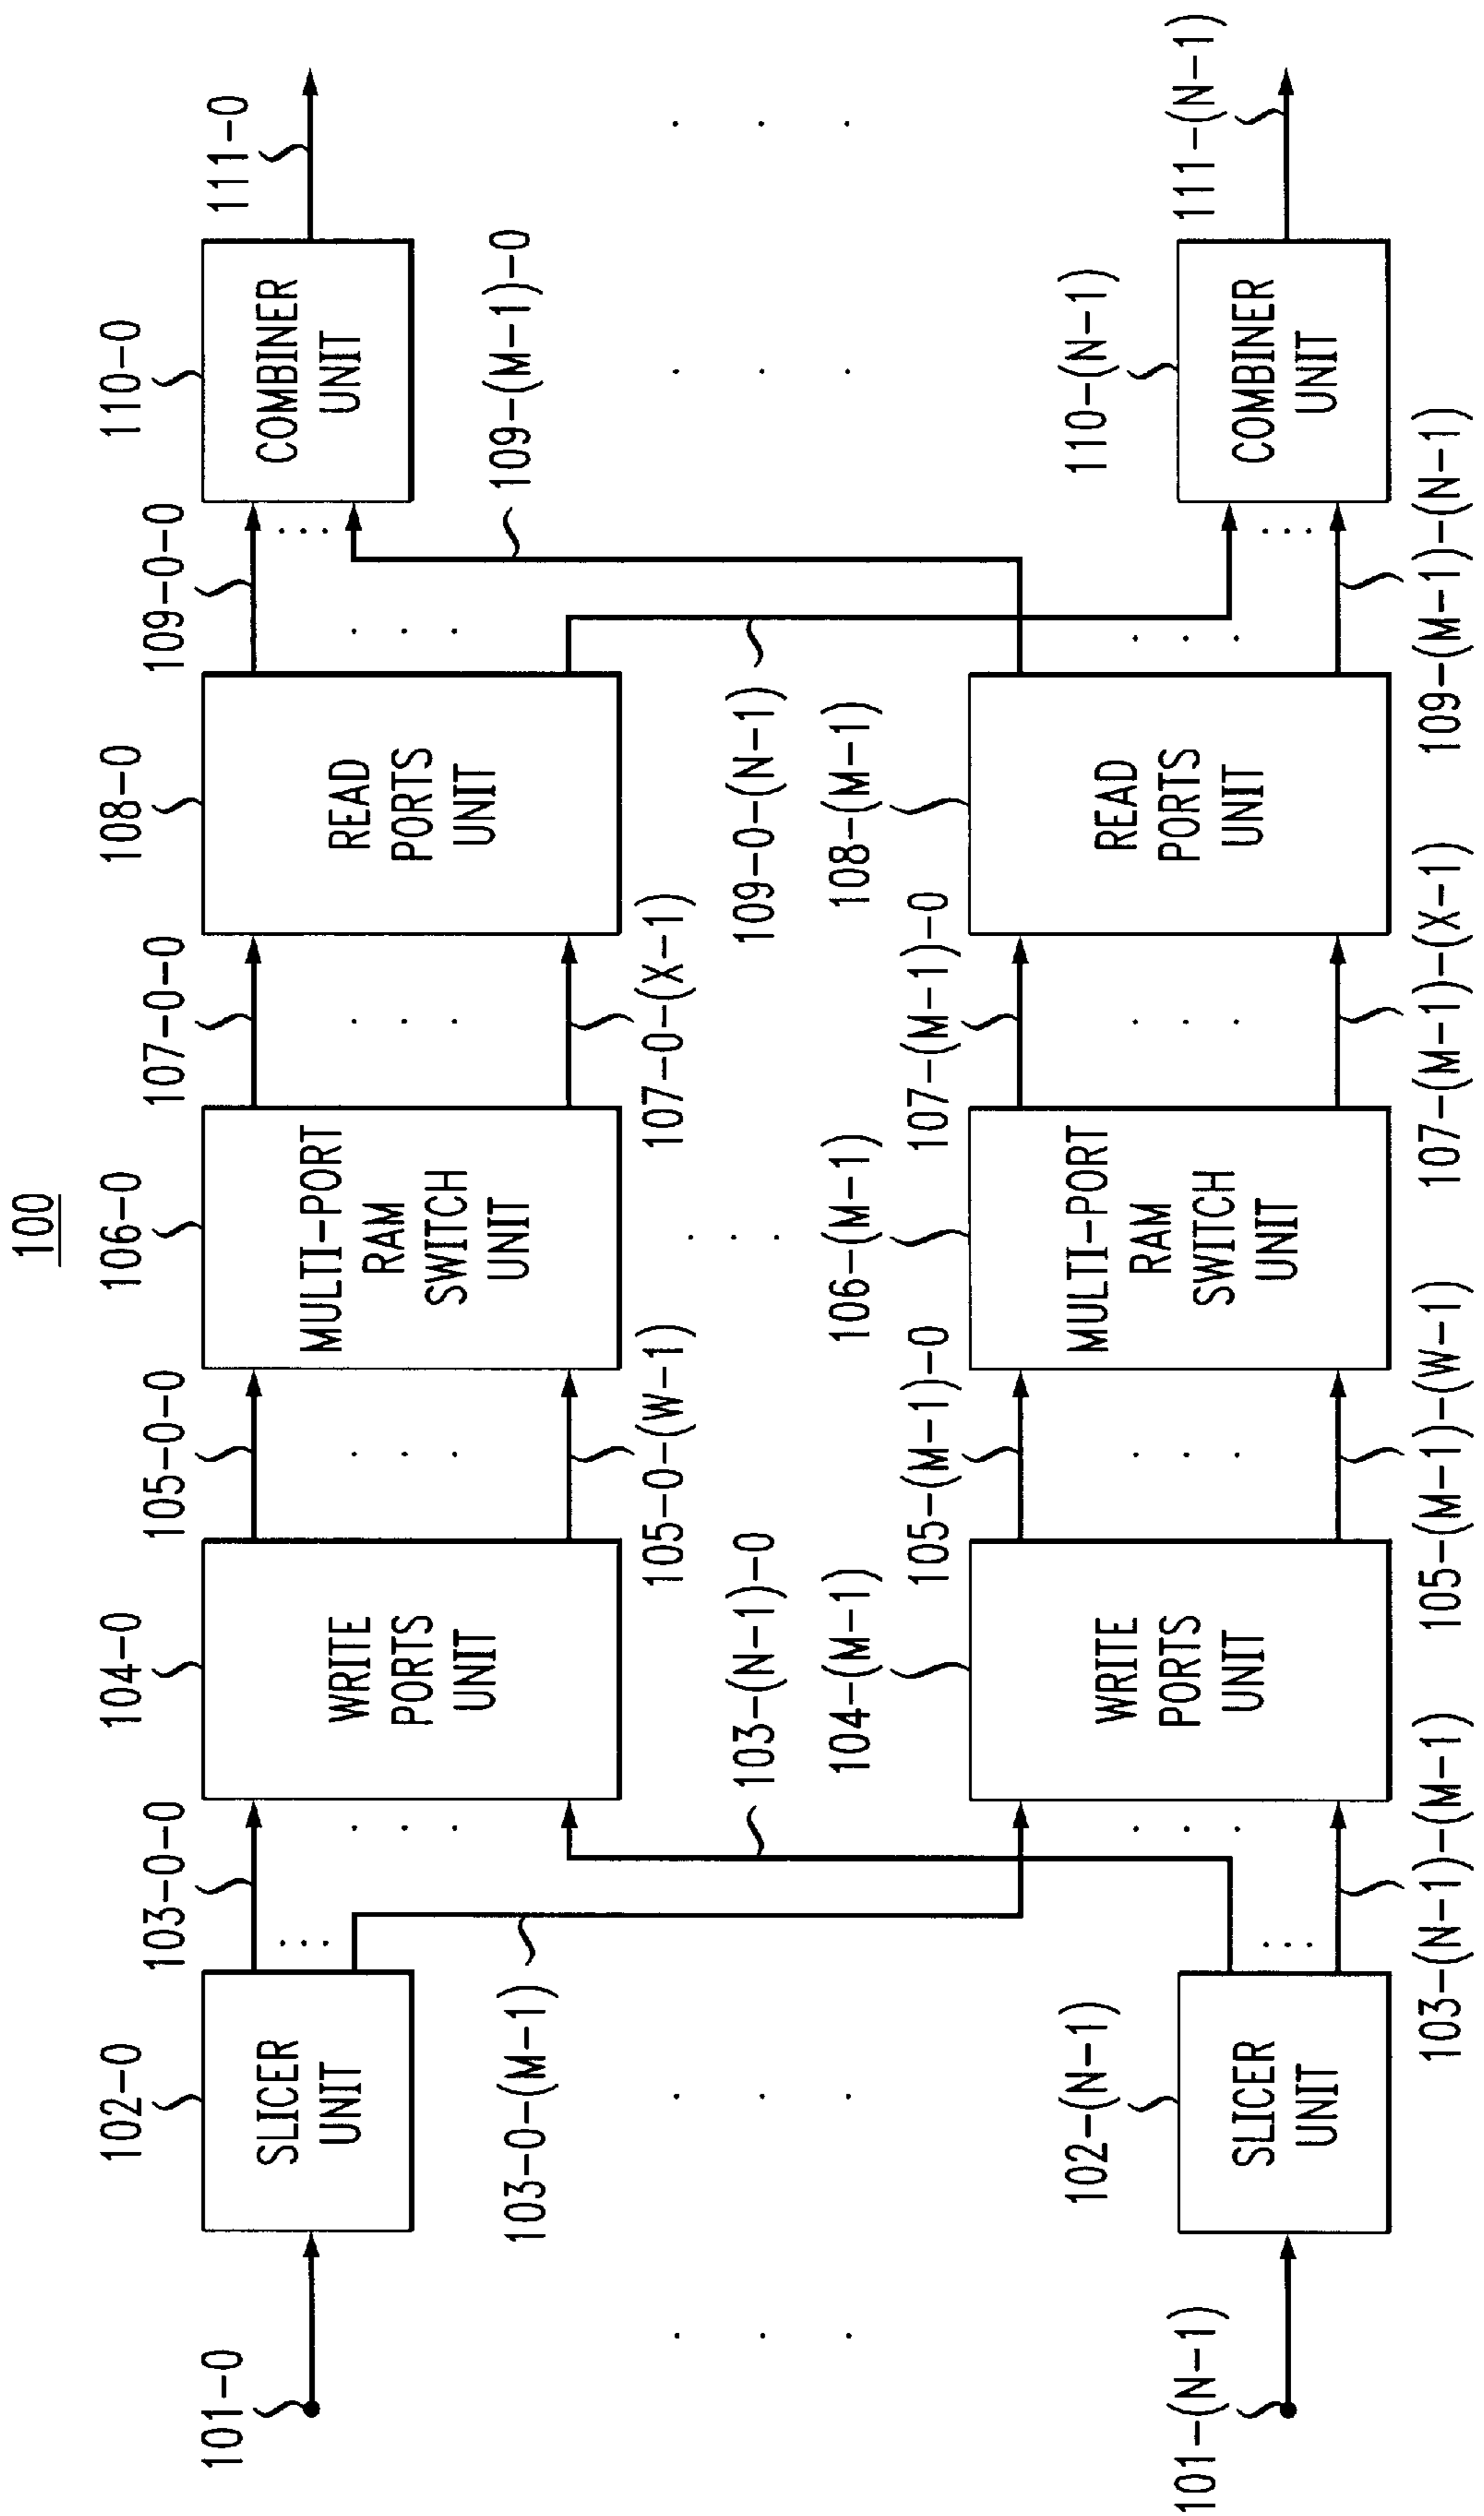 100
102-0
103-0-0
104-0
105-0-0
106-0
107-0-0
108-0
109-0-0
110-0
101-0
111-0
SLICER
UNIT
WRITE
PORTS
UNIT
MULTI-PORT
RAM
SWITCH
UNIT
READ
PORTS
UNIT
COMBINER
UNIT
103-0-(M-1)
105-0-(W-1)
107-0-(X-1)
109-(M-1)-0
103-(N-1)-0
109-0-(N-1)
104-(M-1)
106-(M-1)
108-(M-1)
105-(M-1)-0
107-(M-1)-0
102-(N-1)
110-(N-1)
101-(N-1)
111-(N-1)
SLICER
UNIT
WRITE
PORTS
UNIT
MULTI-PORT
RAM
SWITCH
UNIT
READ
PORTS
UNIT
COMBINER
UNIT
103-(N-1)-(M-1)
105-(M-1)-(W-1)
107-(M-1)-(X-1)
109-(M-1)-(N-1)